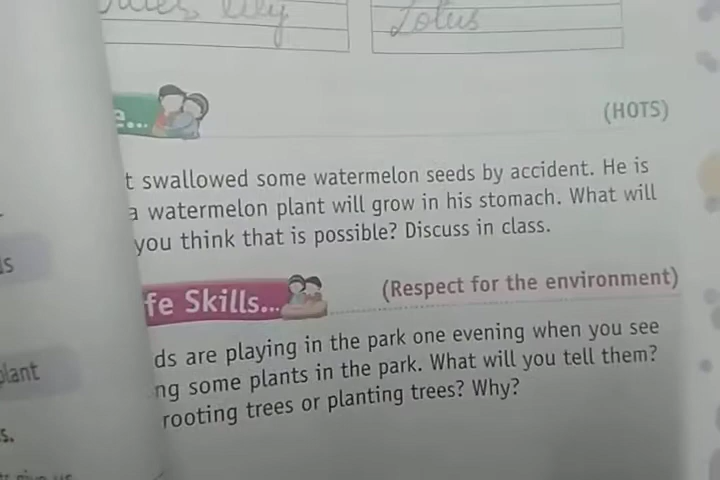 lily
Lotus
e...
(HOTS)
t swallowed some watermelon seeds by accident. He is
a watermelon plant will grow in his stomach. What will
you think that is possible? Discuss in class.
fe Skills...
(Respect for the environment)
ds are playing in the park one evening when you see
ng some plants in the park. What will you tell them?
rooting trees or planting trees? Why?
ls
plant
s.